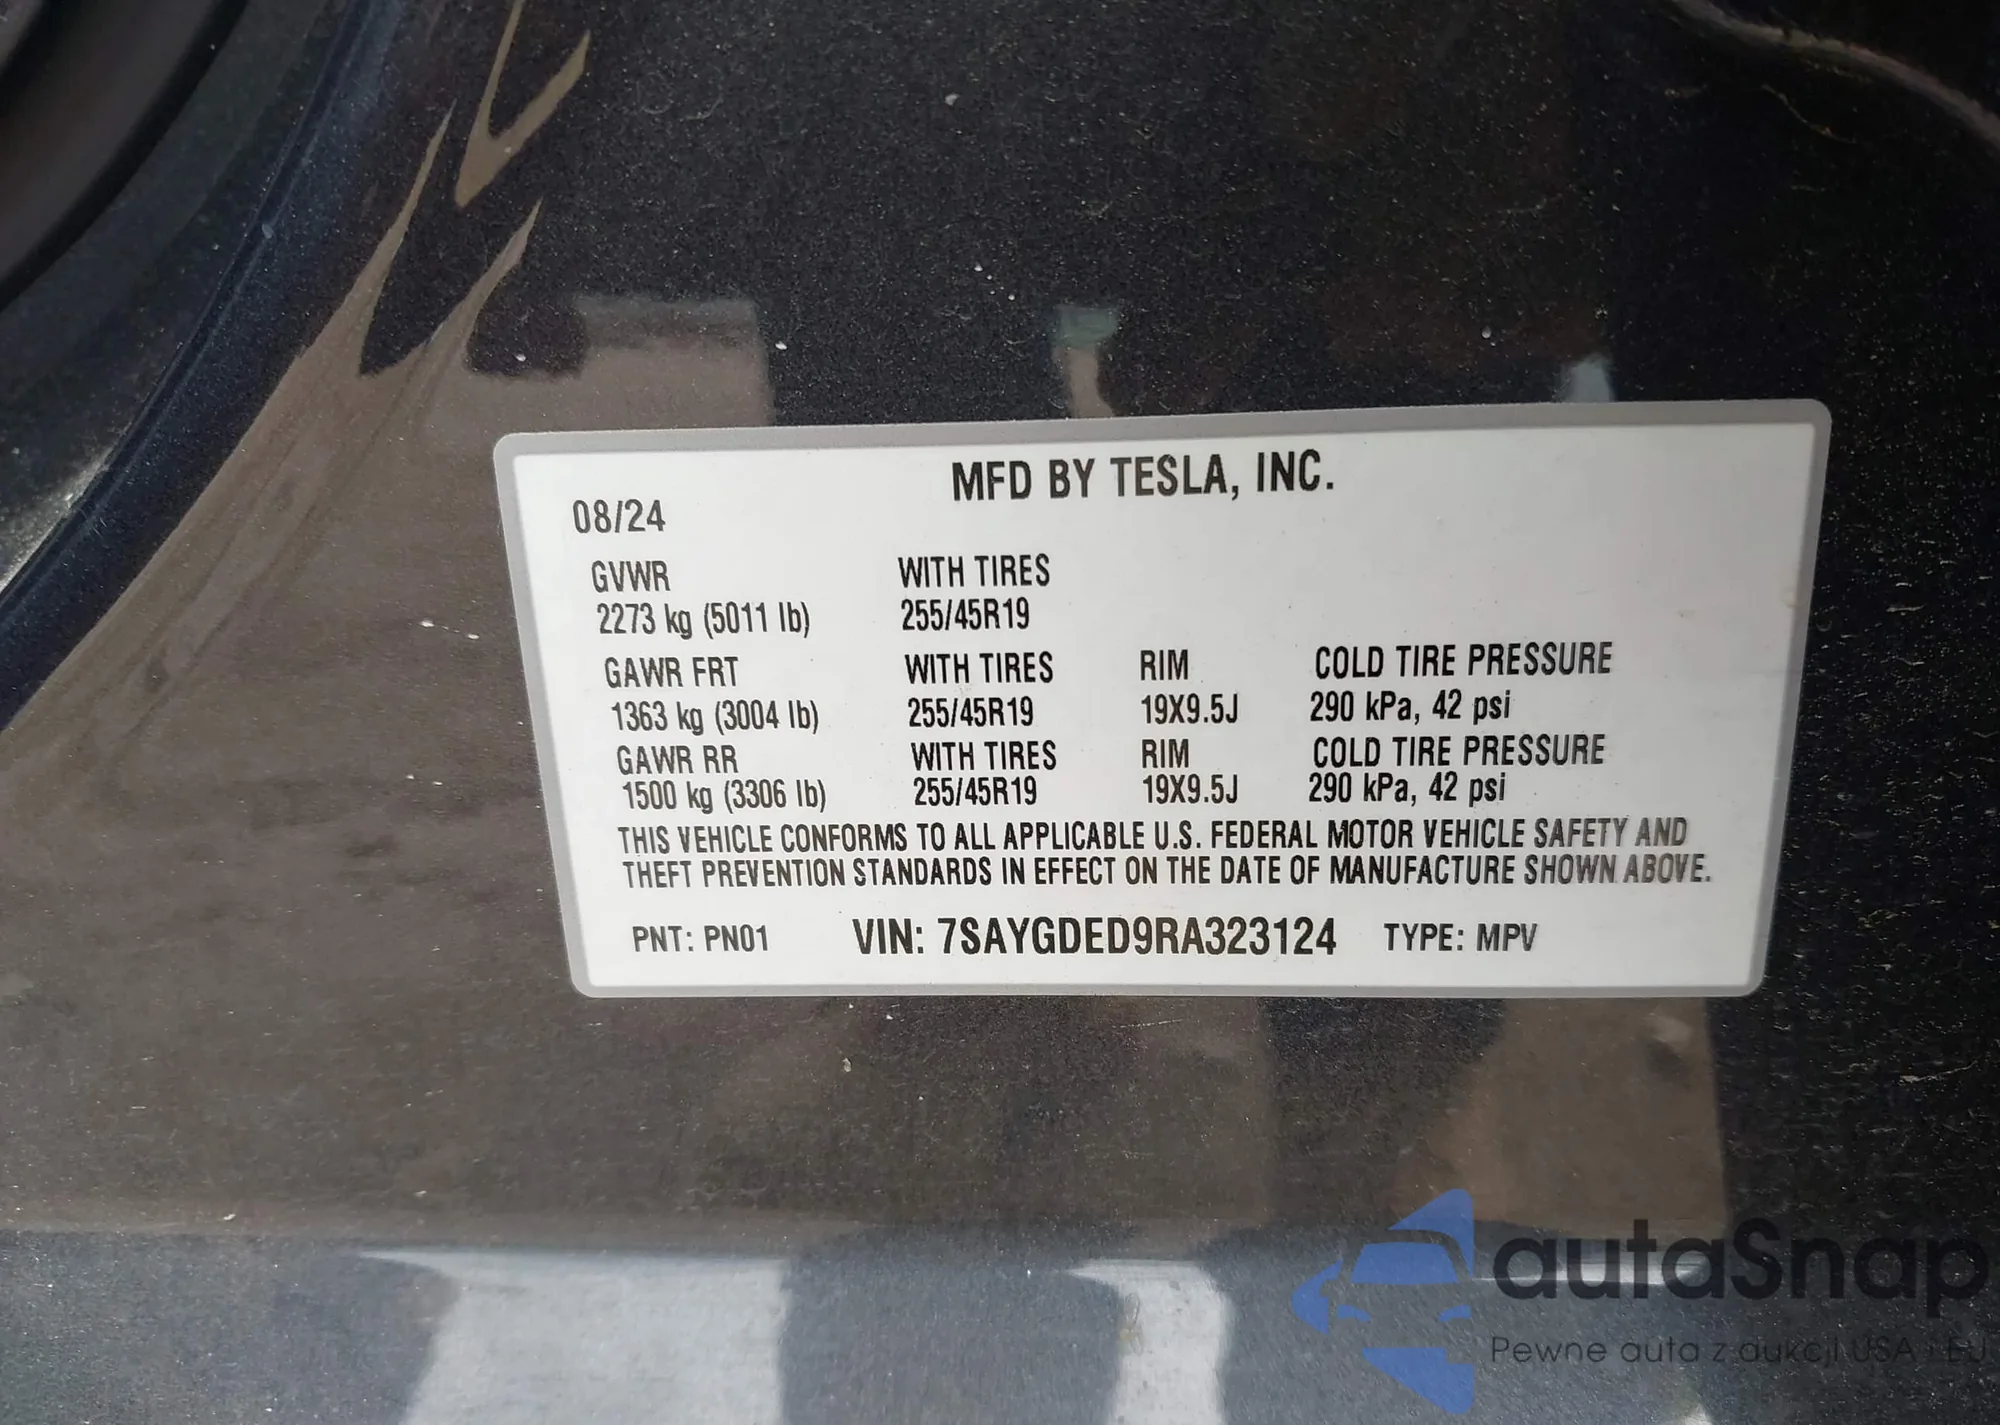 MFD BY TESLA, INC.
08/24
GVWR WITH TIRES
2273 kg (5011 lb) 255/45R19
GAWR FRT WITH TIRES RIM COLD TIRE PRESSURE
1363 kg (3004 lb) 255/45R19 19X9.5J 290 kPa, 42 psi
GAWR RR WITH TIRES RIM COLD TIRE PRESSURE
1500 kg (3306 lb) 255/45R19 19X9.5J 290 kPa, 42 psi
THIS VEHICLE CONFORMS TO ALL APPLICABLE U.S. FEDERAL MOTOR VEHICLE SAFETY AND
THEFT PREVENTION STANDARDS IN EFFECT ON THE DATE OF MANUFACTURE SHOWN ABOVE.
PNT: PN01 VIN: 7SAYGDED9RA323124 TYPE: MPV
autaSnap
Pewne auta z aukcji USA i EU